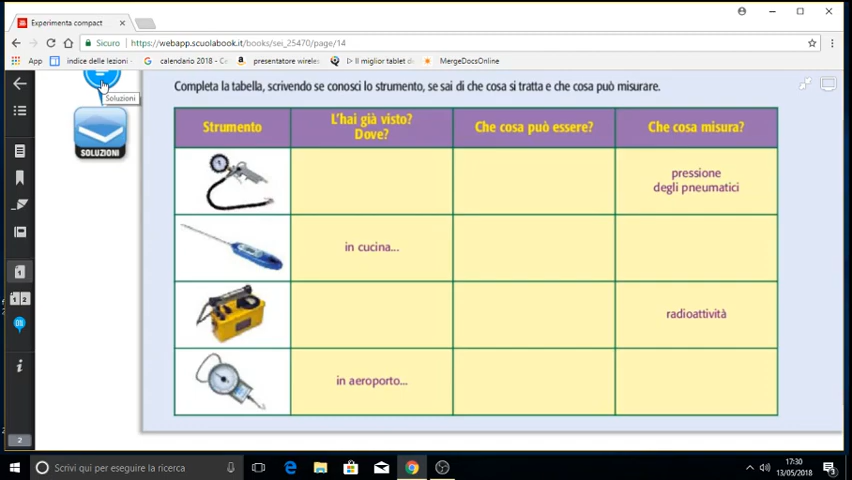 Experimenta compact
Sicuro https://webapp.scuolabook.it/books/sei_25470/page/14
App indice delle lezioni - calendario 2018 - Ce presentatore wireles Il miglior tablet d MergeDocsOnline
Completa la tabella, scrivendo se conosci lo strumento, se sai di che cosa si tratta e che cosa può misurare.
Soluzioni
SOLUZIONI
Strumento
L'hai già visto?
Dove?
Che cosa può essere?
Che cosa misura?
pressione
degli pneumatici
in cucina...
radioattività
in aeroporto...
2
Scrivi qui per eseguire la ricerca
17:30
13/05/2018